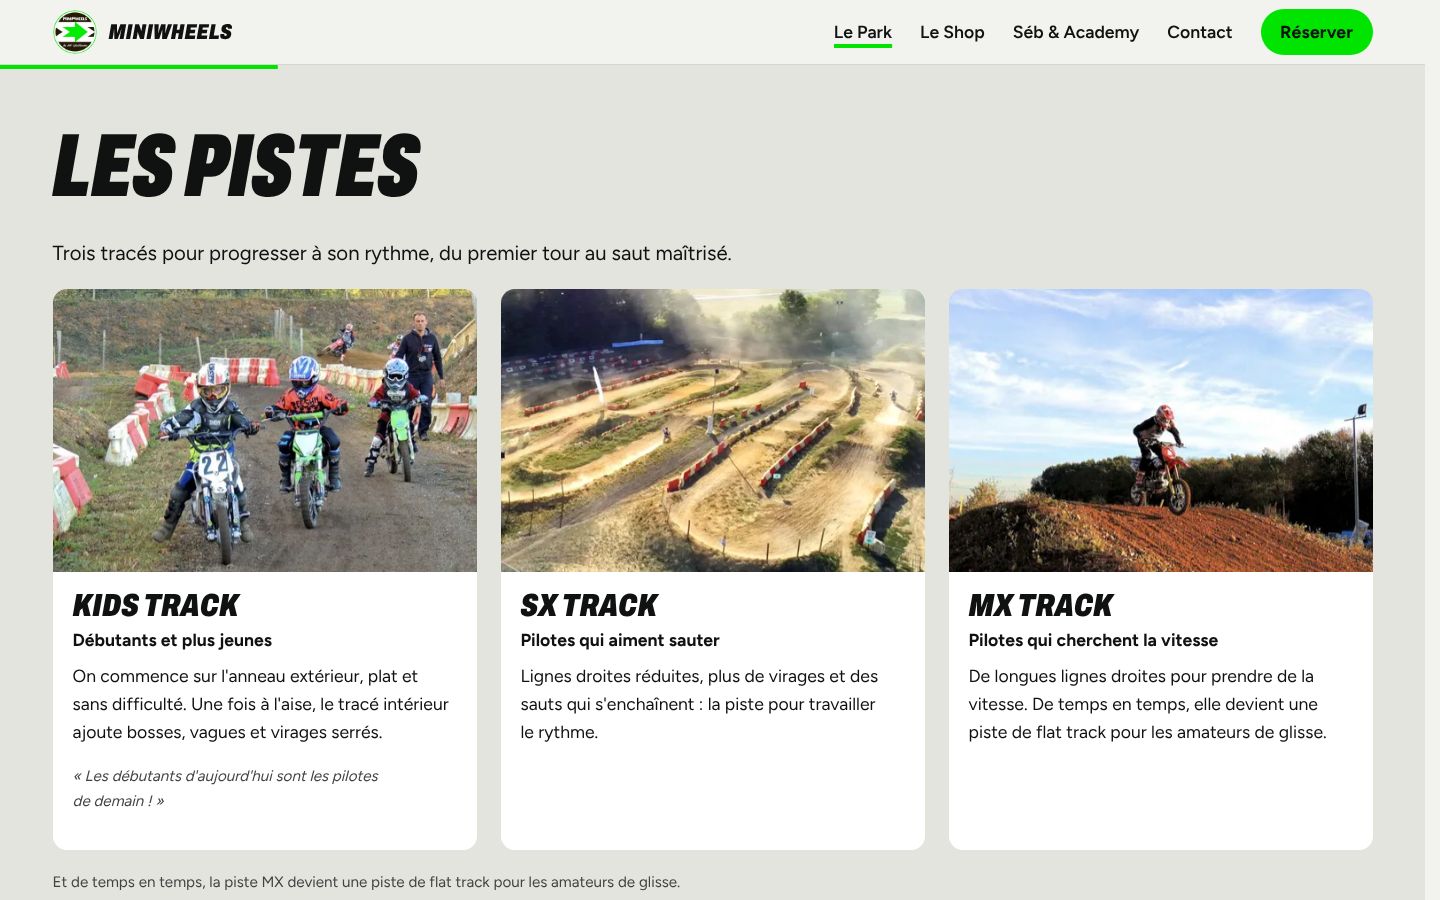 MINIWHEELS
Le Park
Le Shop
Séb & Academy
Contact
Réserver
LES PISTES
Trois tracés pour progresser à son rythme, du premier tour au saut maîtrisé.
22
KIDS TRACK
Débutants et plus jeunes
On commence sur l'anneau extérieur, plat et
sans difficulté. Une fois à l'aise, le tracé intérieur
ajoute bosses, vagues et virages serrés.
« Les débutants d'aujourd'hui sont les pilotes
de demain ! »
SX TRACK
Pilotes qui aiment sauter
Lignes droites réduites, plus de virages et des
sauts qui s'enchaînent : la piste pour travailler
le rythme.
MX TRACK
Pilotes qui cherchent la vitesse
De longues lignes droites pour prendre de la
vitesse. De temps en temps, elle devient une
piste de flat track pour les amateurs de glisse.
Et de temps en temps, la piste MX devient une piste de flat track pour les amateurs de glisse.